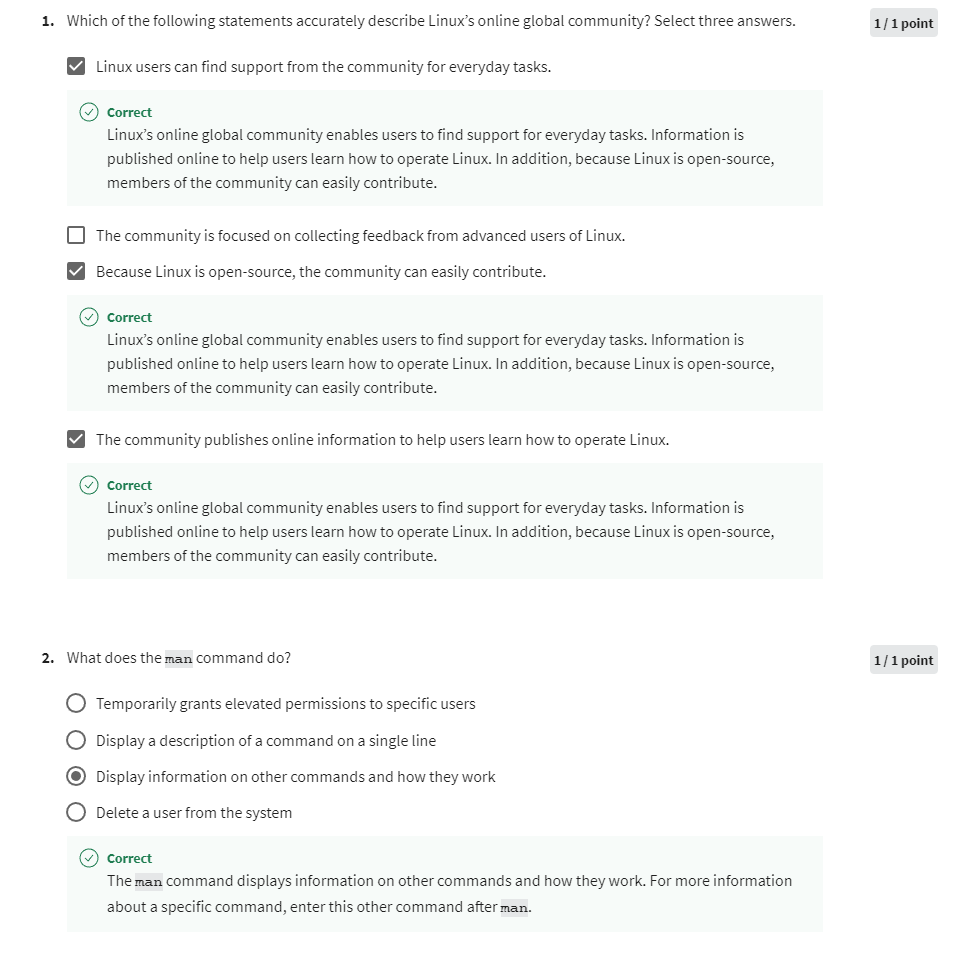 1. Which of the following statements accurately describe Linux’s online global community? Select three answers.
1 / 1 point
Linux users can find support from the community for everyday tasks.
Correct
Linux’s online global community enables users to find support for everyday tasks. Information is
published online to help users learn how to operate Linux. In addition, because Linux is open-source,
members of the community can easily contribute.
The community is focused on collecting feedback from advanced users of Linux.
Because Linux is open-source, the community can easily contribute.
Correct
Linux’s online global community enables users to find support for everyday tasks. Information is
published online to help users learn how to operate Linux. In addition, because Linux is open-source,
members of the community can easily contribute.
The community publishes online information to help users learn how to operate Linux.
Correct
Linux’s online global community enables users to find support for everyday tasks. Information is
published online to help users learn how to operate Linux. In addition, because Linux is open-source,
members of the community can easily contribute.
2. What does the man command do?
1 / 1 point
Temporarily grants elevated permissions to specific users
Display a description of a command on a single line
Display information on other commands and how they work
Delete a user from the system
Correct
The man command displays information on other commands and how they work. For more information
about a specific command, enter this other command after man.